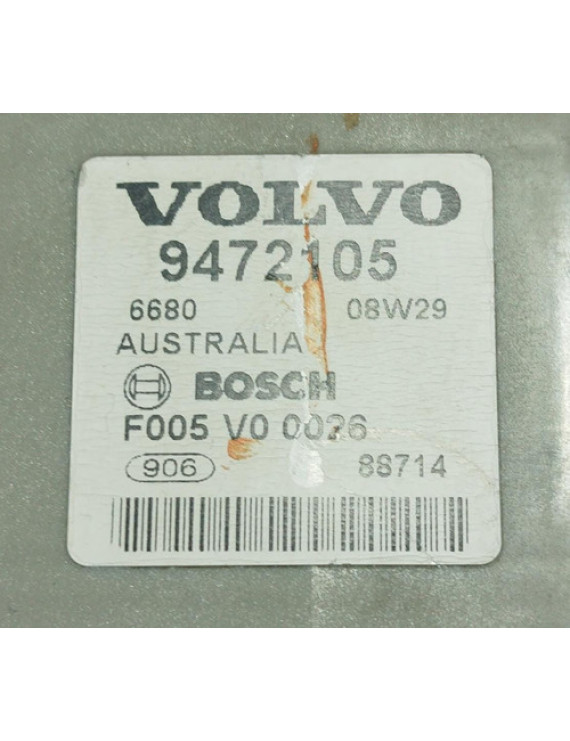 VOLVO
9472105
6680 08W29
AUSTRALIA
BOSCH
F005 V0 0026
906 88714